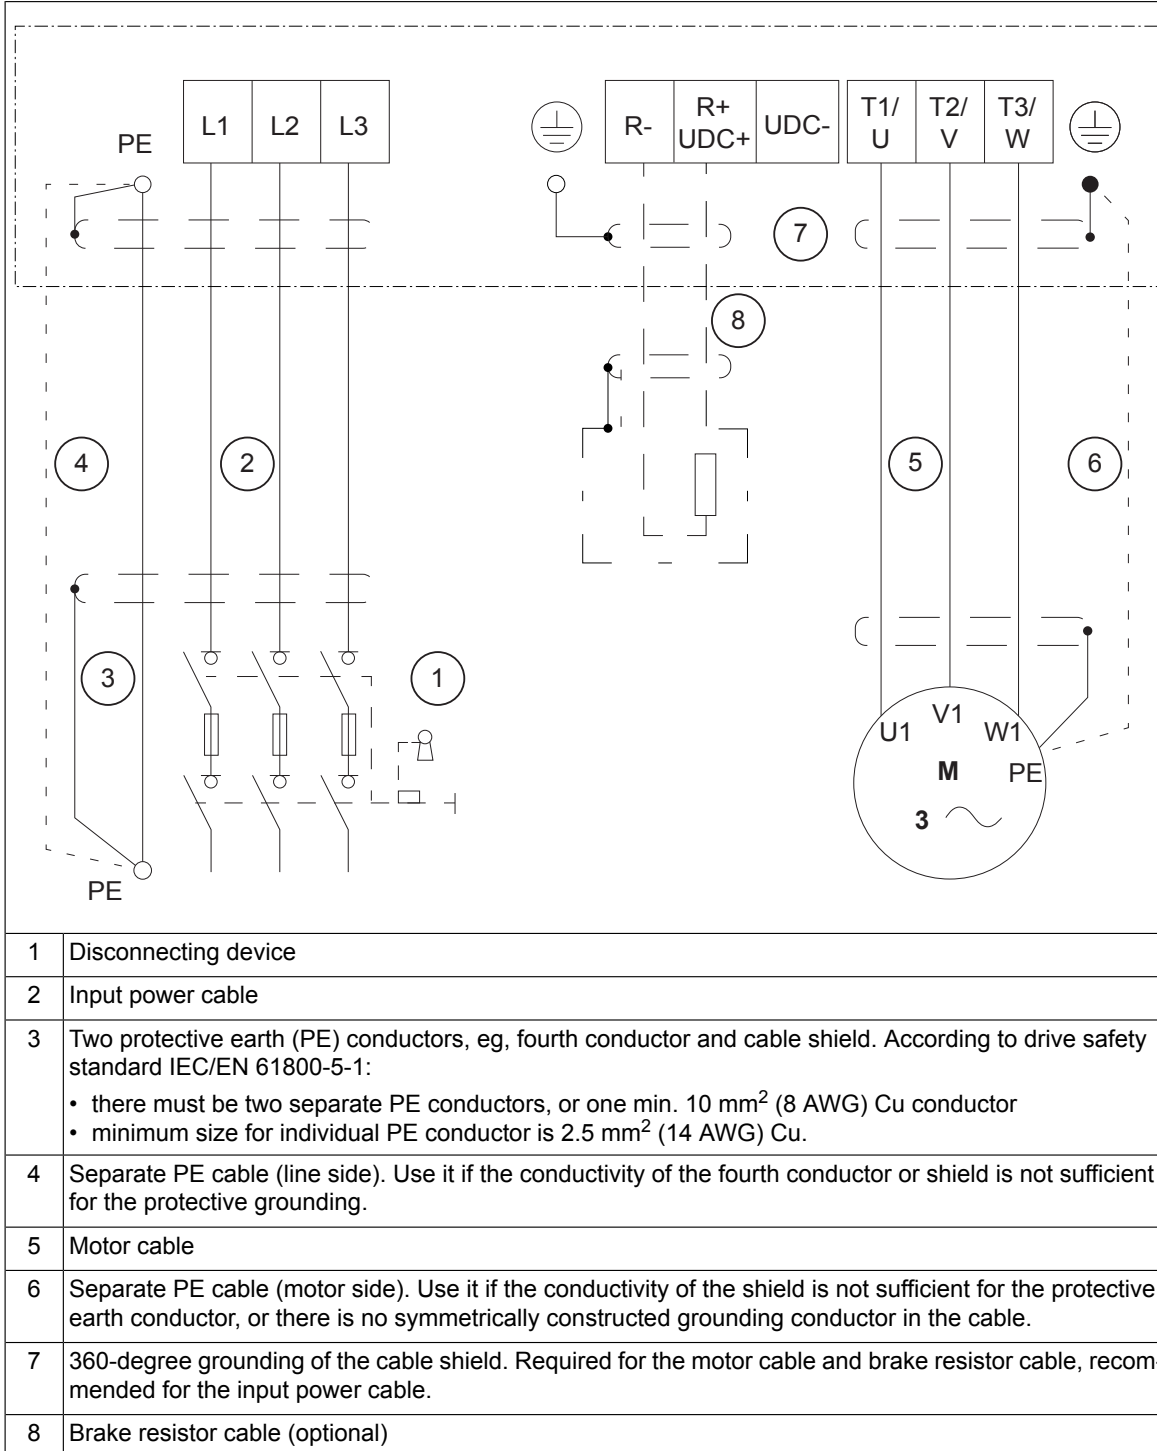 PE
L1 L2 L3
R- R+ UDC+ UDC-
T1/ U T2/ V T3/ W
7
8
4 2 5 6
3 1
U1 V1 W1
M PE
3
PE
1 Disconnecting device
2 Input power cable
3 Two protective earth (PE) conductors, eg, fourth conductor and cable shield. According to drive safety
standard IEC/EN 61800-5-1:
• there must be two separate PE conductors, or one min. 10 mm² (8 AWG) Cu conductor
• minimum size for individual PE conductor is 2.5 mm² (14 AWG) Cu.
4 Separate PE cable (line side). Use it if the conductivity of the fourth conductor or shield is not sufficient
for the protective grounding.
5 Motor cable
6 Separate PE cable (motor side). Use it if the conductivity of the shield is not sufficient for the protective
earth conductor, or there is no symmetrically constructed grounding conductor in the cable.
7 360-degree grounding of the cable shield. Required for the motor cable and brake resistor cable, recom-
mended for the input power cable.
8 Brake resistor cable (optional)